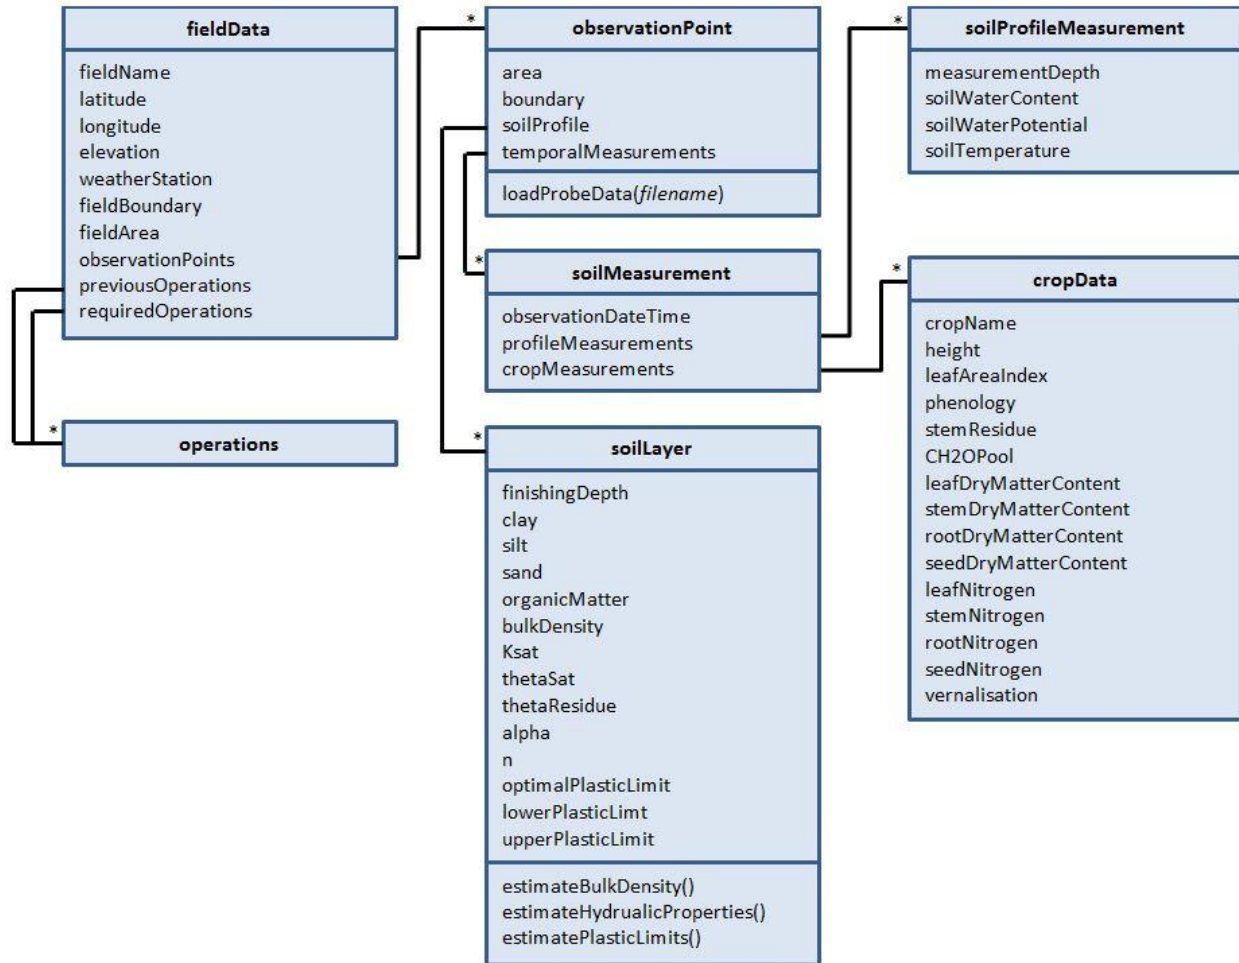 fieldData
fieldName
latitude
longitude
elevation
weatherStation
fieldBoundary
fieldArea
observationPoints
previousOperations
requiredOperations
*
operations
*
observationPoint
area
boundary
soilProfile
temporalMeasurements
loadProbeData(filename)
*
soilMeasurement
observationDateTime
profileMeasurements
cropMeasurements
*
soilLayer
finishingDepth
clay
silt
sand
organicMatter
bulkDensity
Ksat
thetaSat
thetaResidue
alpha
n
optimalPlasticLimit
lowerPlasticLimt
upperPlasticLimit
estimateBulkDensity()
estimateHydrualicProperties()
estimatePlasticLimits()
*
soilProfileMeasurement
measurementDepth
soilWaterContent
soilWaterPotential
soilTemperature
*
cropData
cropName
height
leafAreaIndex
phenology
stemResidue
CH2OPool
leafDryMatterContent
stemDryMatterContent
rootDryMatterContent
seedDryMatterContent
leafNitrogen
stemNitrogen
rootNitrogen
seedNitrogen
vernalisation